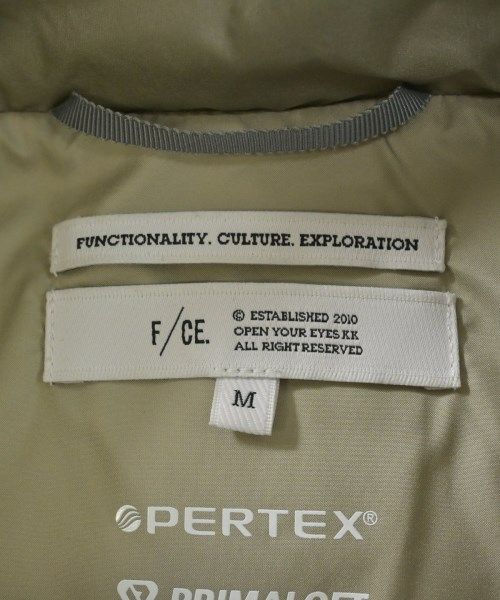 FUNCTIONALITY. CULTURE. EXPLORATION
F/CE.
© ESTABLISHED 2010
OPEN YOUR EYES KK
ALL RIGHT RESERVED
M
PERTEX®
PRIMALOFT